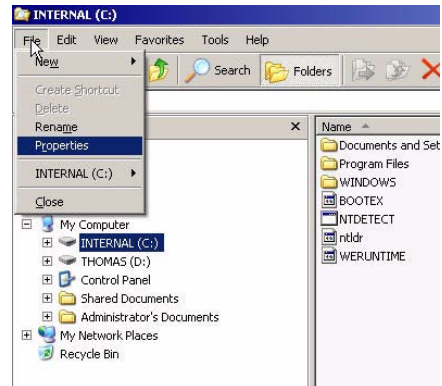 INTERNAL (C:)
File Edit View Favorites Tools Help
New
Search Folders
Create Shortcut
Delete
Rename
Properties
INTERNAL (C:)
Close
Name
Documents and Set
Program Files
WINDOWS
BOOTEX
NTDETECT
ntldr
WERUNTIME
My Computer
INTERNAL (C:)
THOMAS (D:)
Control Panel
Shared Documents
Administrator's Documents
My Network Places
Recycle Bin